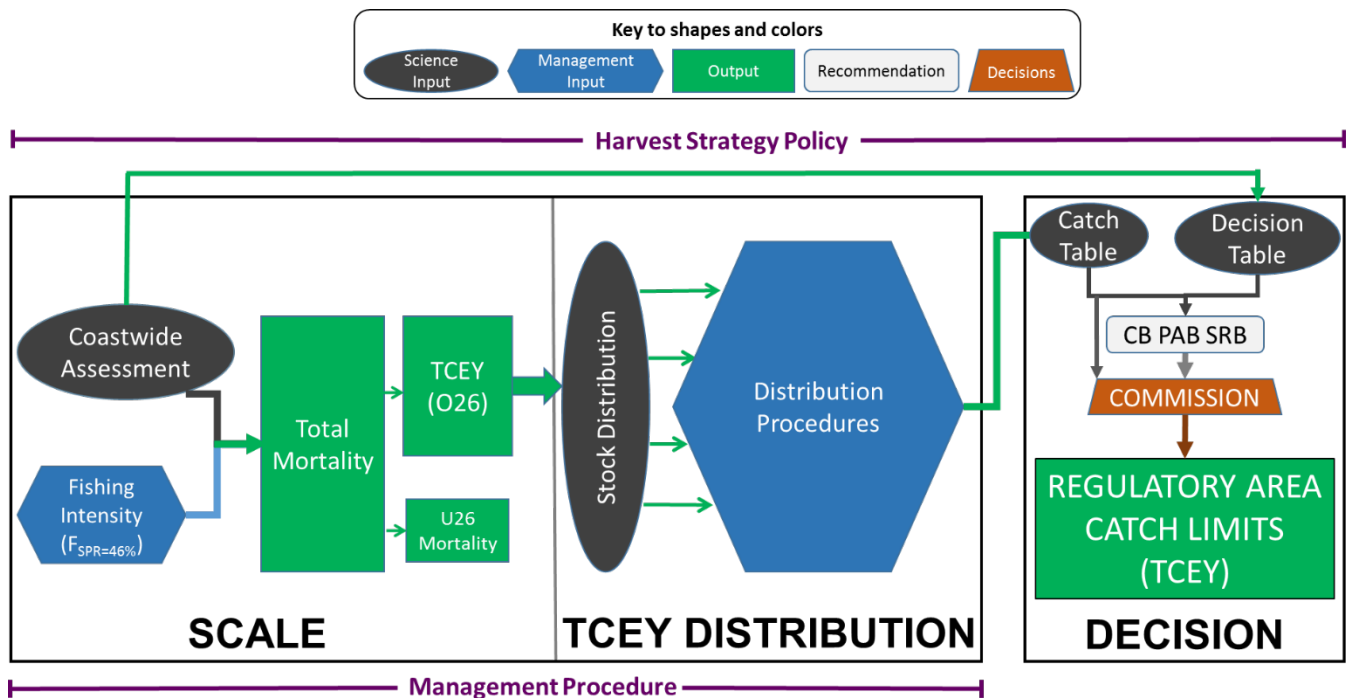 Key to shapes and colors
Science
Input
Management
Input
Output
Recommendation
Decisions
Harvest Strategy Policy
Coastwide
Assessment
Fishing
Intensity
(F_SPR=46%)
Total
Mortality
TCEY
(O26)
U26
Mortality
SCALE
Stock Distribution
Distribution
Procedures
TCEY DISTRIBUTION
Catch
Table
Decision
Table
CB PAB SRB
COMMISSION
REGULATORY AREA
CATCH LIMITS
(TCEY)
DECISION
Management Procedure